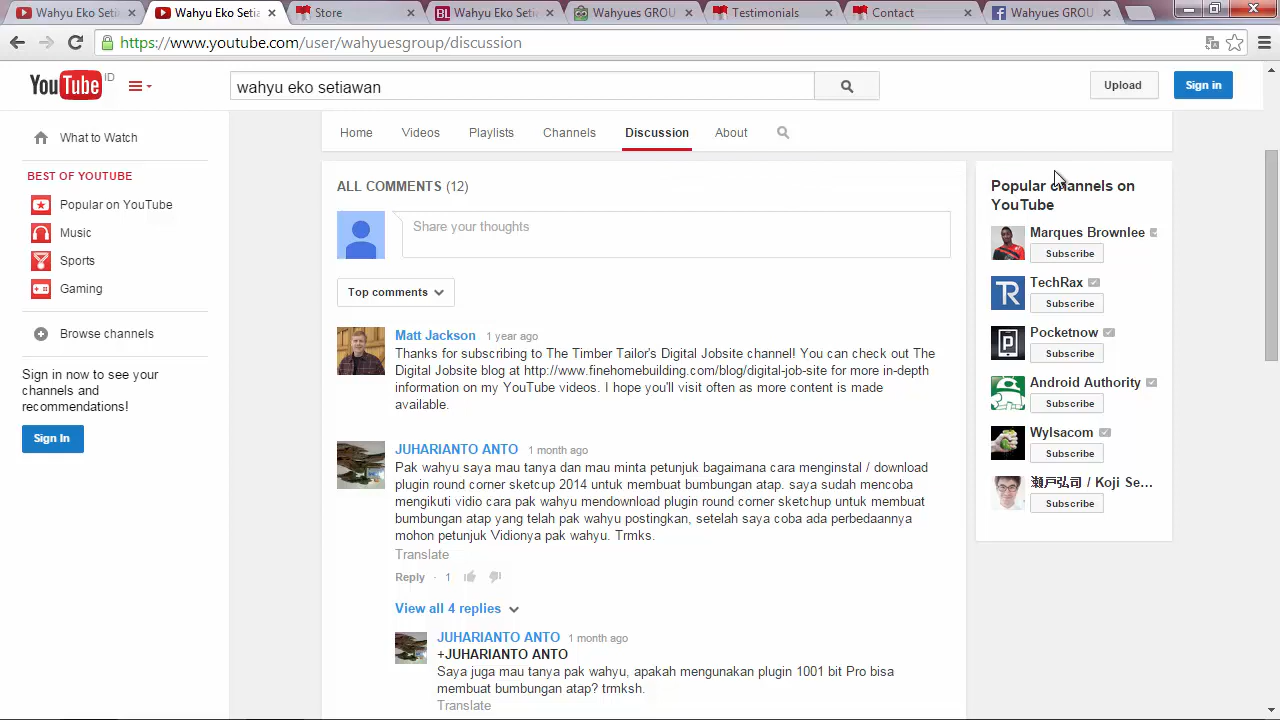 Wahyu Eko Seti
Wahyu Eko Setia
Store
Wahyu Eko Seti
Wahyues GROU
Testimonials
Contact
Wahyues GROU
https://www.youtube.com/user/wahyuesgroup/discussion
YouTube ID
wahyu eko setiawan
Upload
Sign in
Home
Videos
Playlists
Channels
Discussion
About
What to Watch
BEST OF YOUTUBE
Popular on YouTube
Music
Sports
Gaming
Browse channels
Sign in now to see your
channels and
recommendations!
Sign In
ALL COMMENTS (12)
Share your thoughts
Top comments
Matt Jackson 1 year ago
Thanks for subscribing to The Timber Tailor's Digital Jobsite channel! You can check out The
Digital Jobsite blog at http://www.finehomebuilding.com/blog/digital-job-site for more in-depth
information on my YouTube videos. I hope you'll visit often as more content is made
available.
JUHARIANTO ANTO 1 month ago
Pak wahyu saya mau tanya dan mau minta petunjuk bagaimana cara menginstal / download
plugin round corner sketcup 2014 untuk membuat bumbungan atap. saya sudah mencoba
mengikuti vidio cara pak wahyu mendownload plugin round corner sketchup untuk membuat
bumbungan atap yang telah pak wahyu postingkan, setelah saya coba ada perbedaannya
mohon petunjuk Vidionya pak wahyu. Trmks.
Translate
Reply · 1
View all 4 replies
JUHARIANTO ANTO 1 month ago
+JUHARIANTO ANTO
Saya juga mau tanya pak wahyu, apakah mengunakan plugin 1001 bit Pro bisa
membuat bumbungan atap? trmksh.
Translate
Popular channels on
YouTube
Marques Brownlee
Subscribe
TechRax
Subscribe
Pocketnow
Subscribe
Android Authority
Subscribe
Wylsacom
Subscribe
瀬戸弘司 / Koji Se...
Subscribe